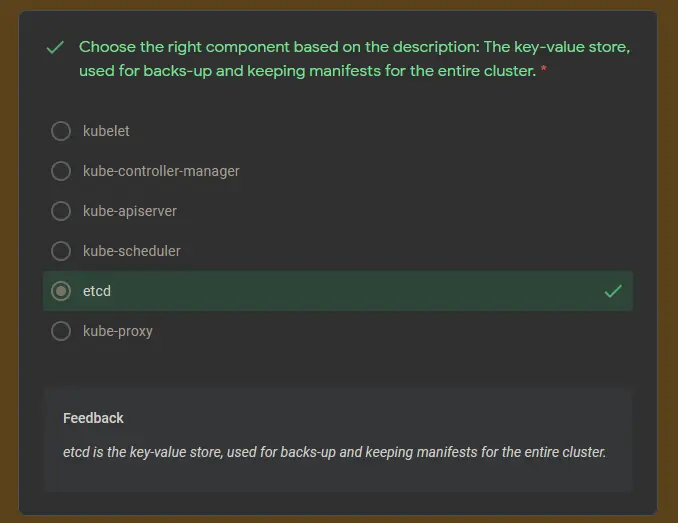 Choose the right component based on the description: The key-value store,
used for backs-up and keeping manifests for the entire cluster. *
kubelet
kube-controller-manager
kube-apiserver
kube-scheduler
etcd
kube-proxy
Feedback
etcd is the key-value store, used for backs-up and keeping manifests for the entire cluster.